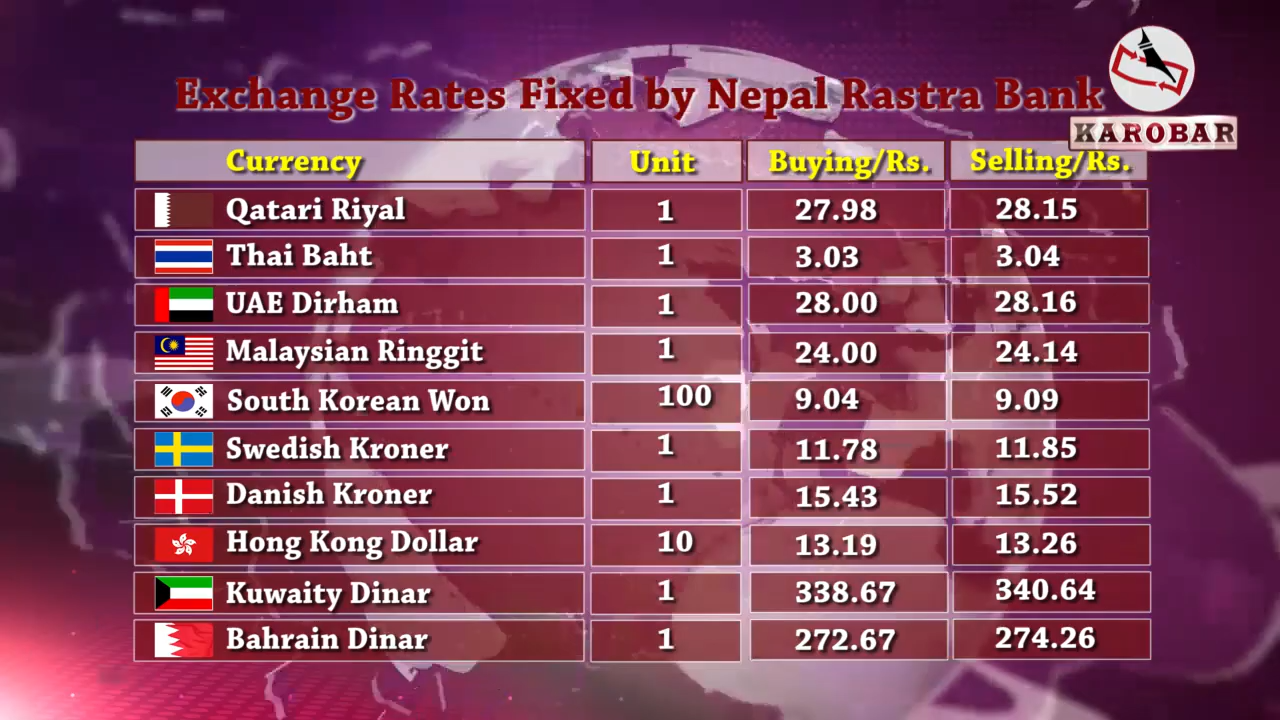 Exchange Rates Fixed by Nepal Rastra Bank
KAROBAR
Currency Unit Buying/Rs. Selling/Rs.
Qatari Riyal 1 27.98 28.15
Thai Baht 1 3.03 3.04
UAE Dirham 1 28.00 28.16
Malaysian Ringgit 1 24.00 24.14
South Korean Won 100 9.04 9.09
Swedish Kroner 1 11.78 11.85
Danish Kroner 1 15.43 15.52
Hong Kong Dollar 10 13.19 13.26
Kuwaity Dinar 1 338.67 340.64
Bahrain Dinar 1 272.67 274.26